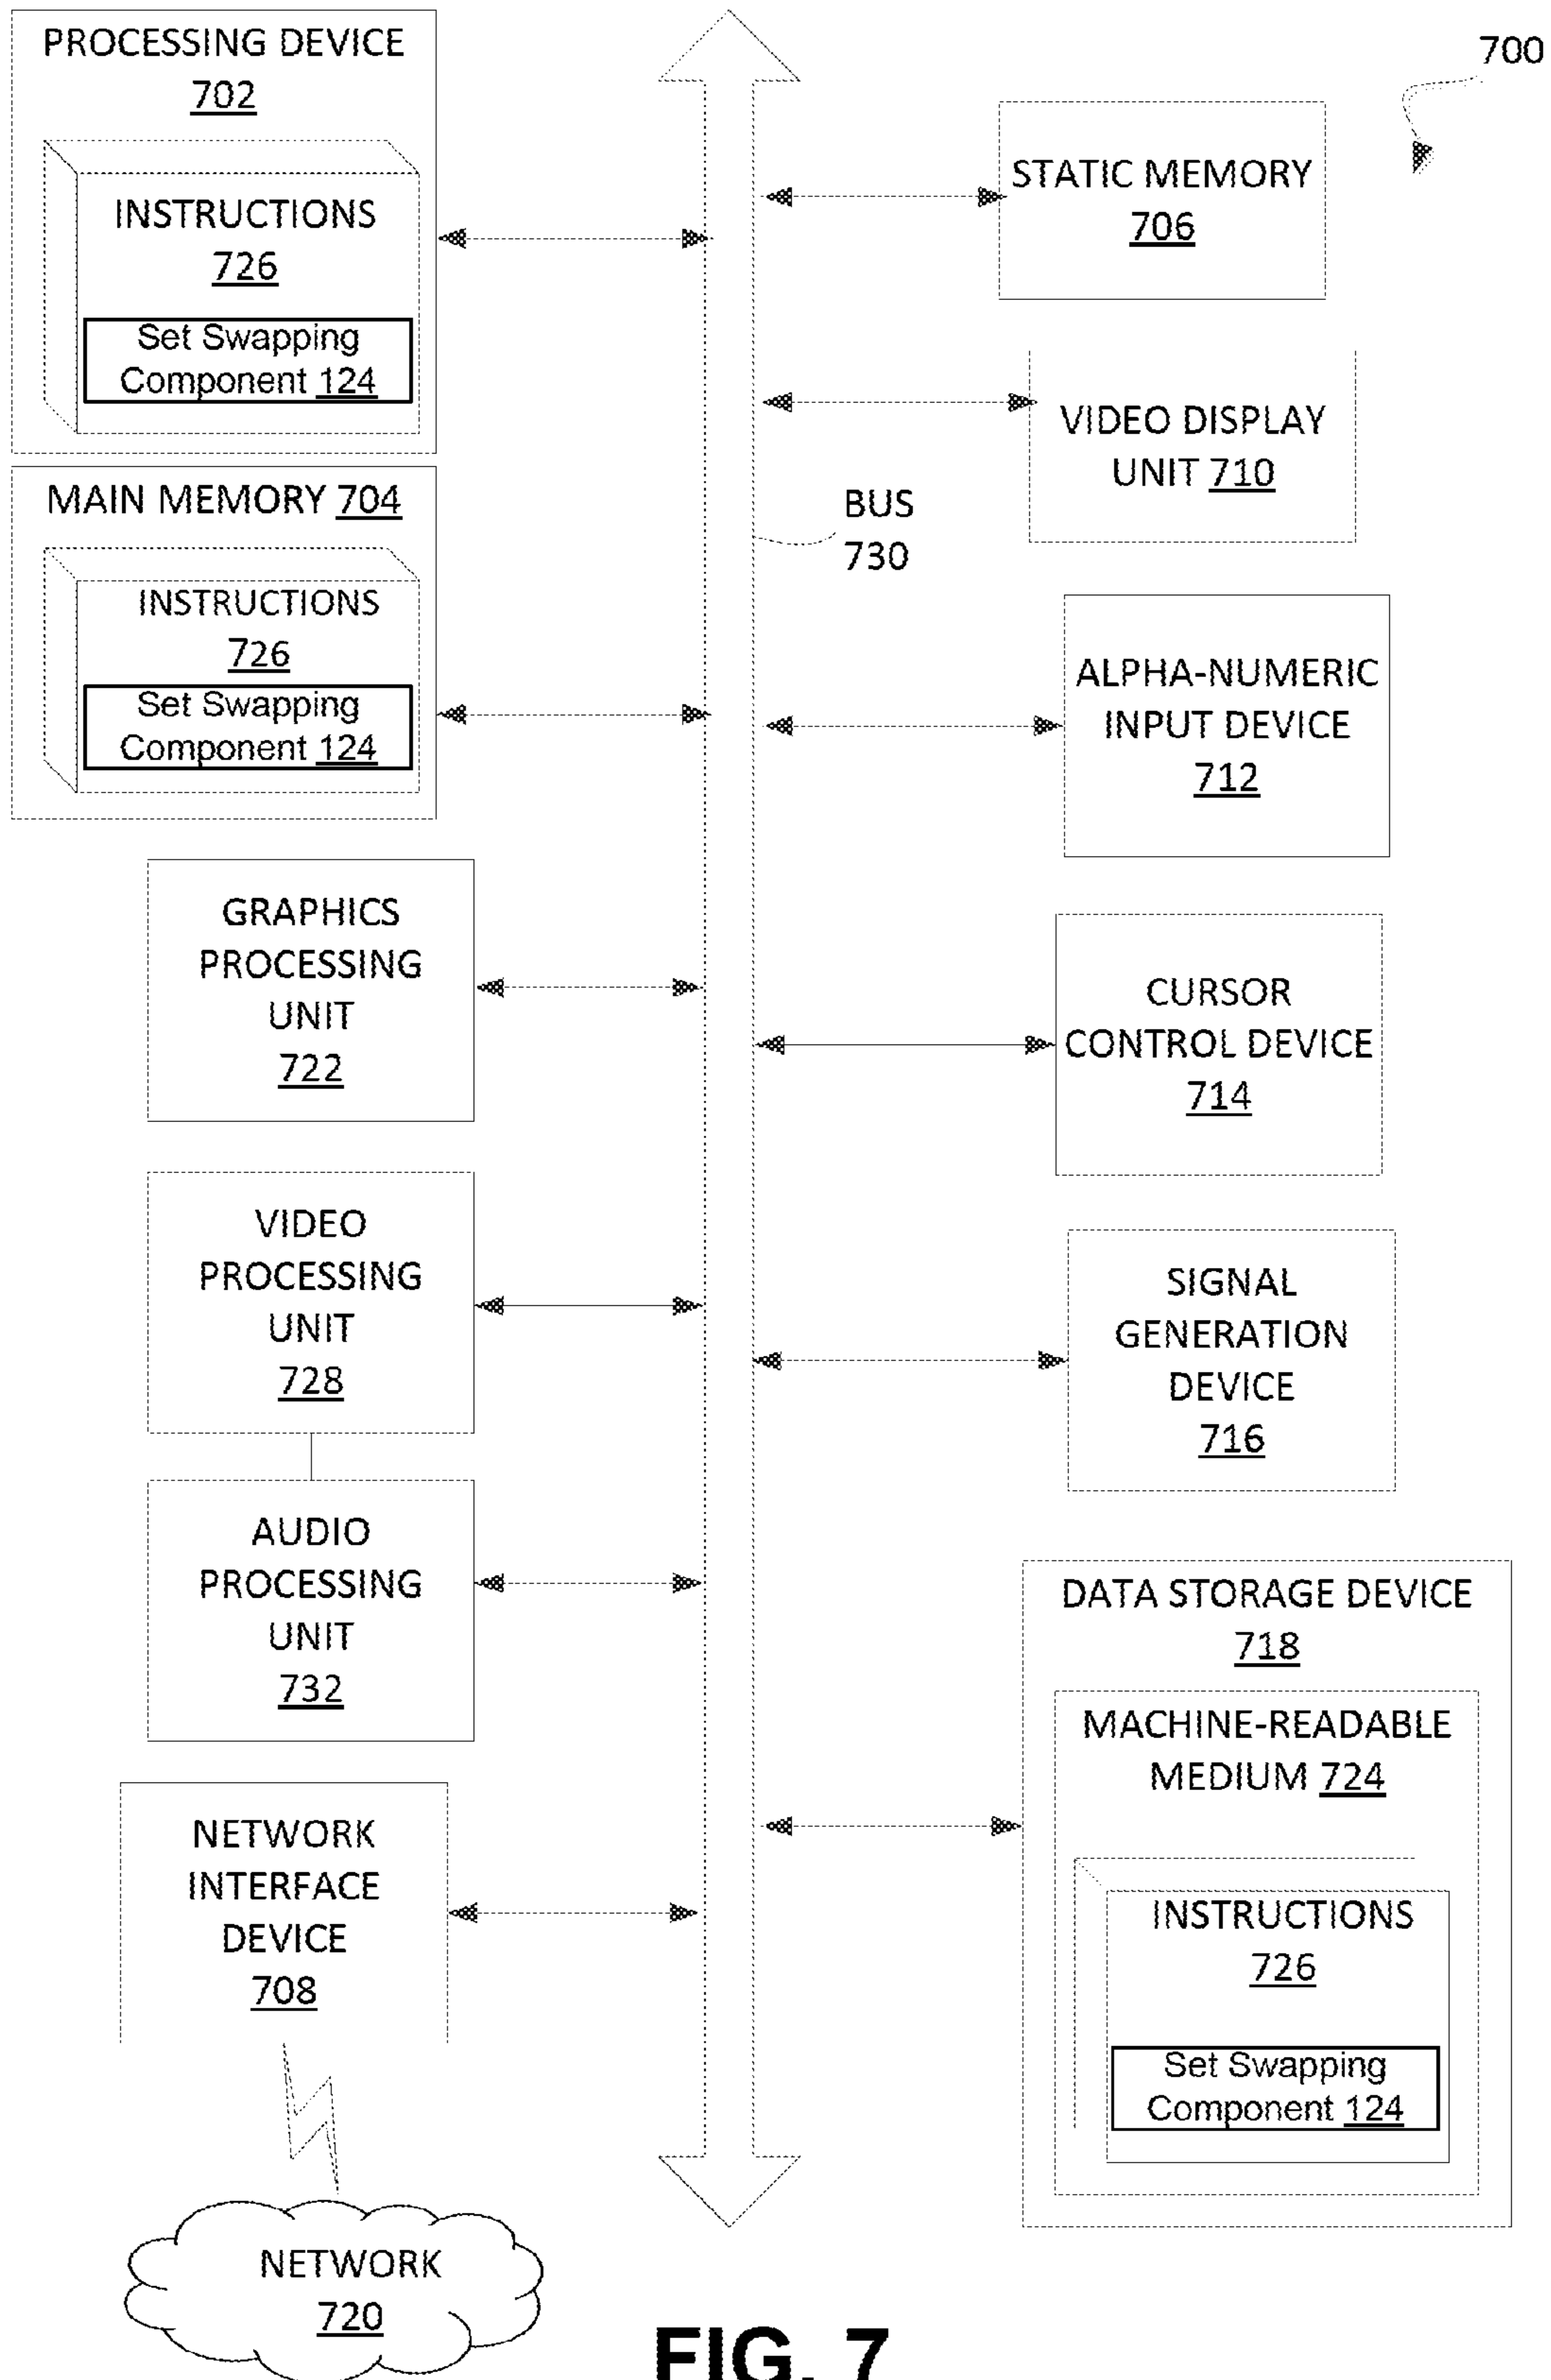 PROCESSING DEVICE
702
INSTRUCTIONS
726
Set Swapping
Component 124
MAIN MEMORY 704
INSTRUCTIONS
726
Set Swapping
Component 124
GRAPHICS
PROCESSING
UNIT
722
VIDEO
PROCESSING
UNIT
728
AUDIO
PROCESSING
UNIT
732
NETWORK
INTERFACE
DEVICE
708
NETWORK
720
BUS
730
700
STATIC MEMORY
706
VIDEO DISPLAY
UNIT 710
ALPHA-NUMERIC
INPUT DEVICE
712
CURSOR
CONTROL DEVICE
714
SIGNAL
GENERATION
DEVICE
716
DATA STORAGE DEVICE
718
MACHINE-READABLE
MEDIUM 724
INSTRUCTIONS
726
Set Swapping
Component 124
FIG. 7